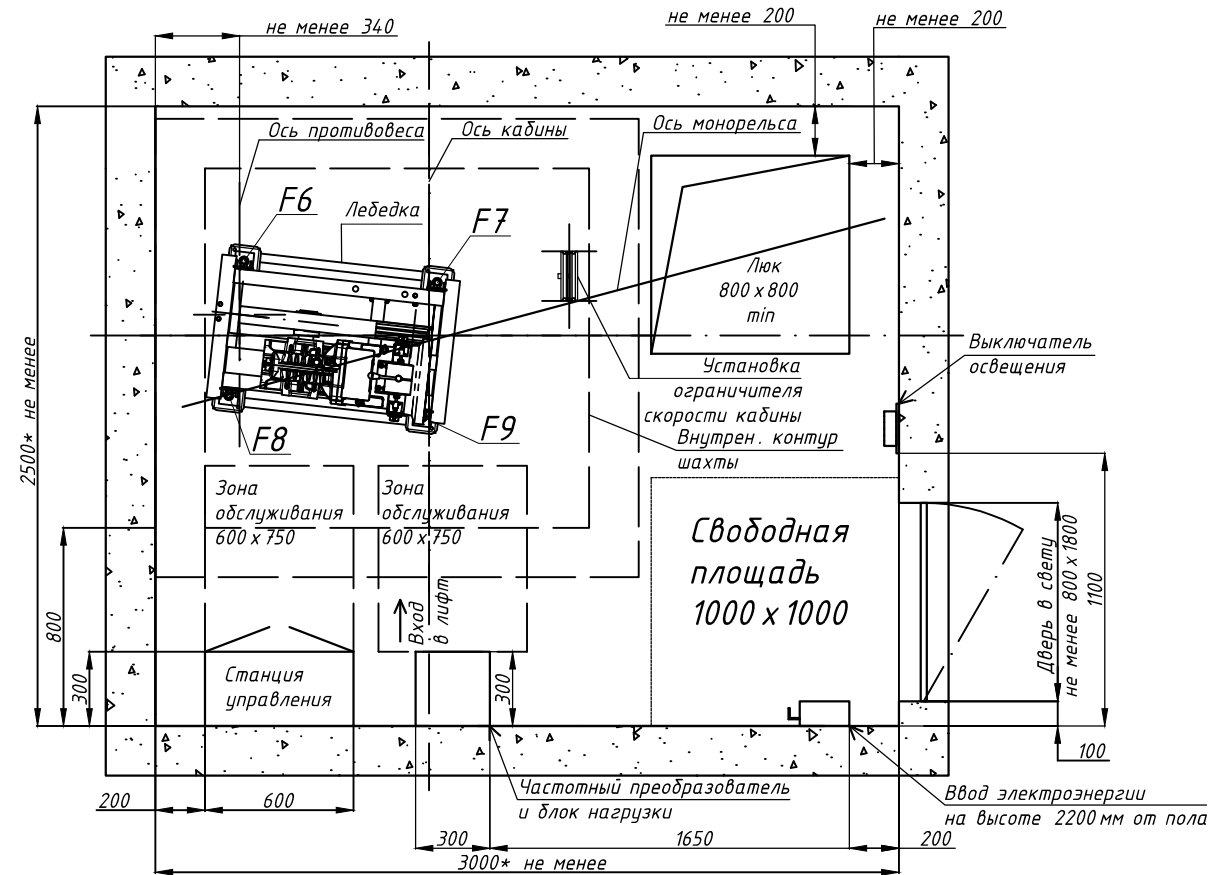 не менее 340
не менее 200
не менее 200
Ось противовеса
Ось кабины
Ось монорельса
F6
Лебедка
F7
Люк
800 x 800
min
Выключатель
освещения
Установка
ограничителя
скорости кабины
F8
F9
Внутрен. контур
шахты
2500* не менее
Зона
обслуживания
600 x 750
Зона
обслуживания
600 x 750
Свободная
площадь
1000 x 1000
Дверь в свету
не менее 800 x 1800
1100
800
300
Вход
в лифт
Станция
управления
300
100
200
600
Частотный преобразователь
и блок нагрузки
Ввод электроэнергии
на высоте 2200 мм от пола
300
1650
200
3000* не менее